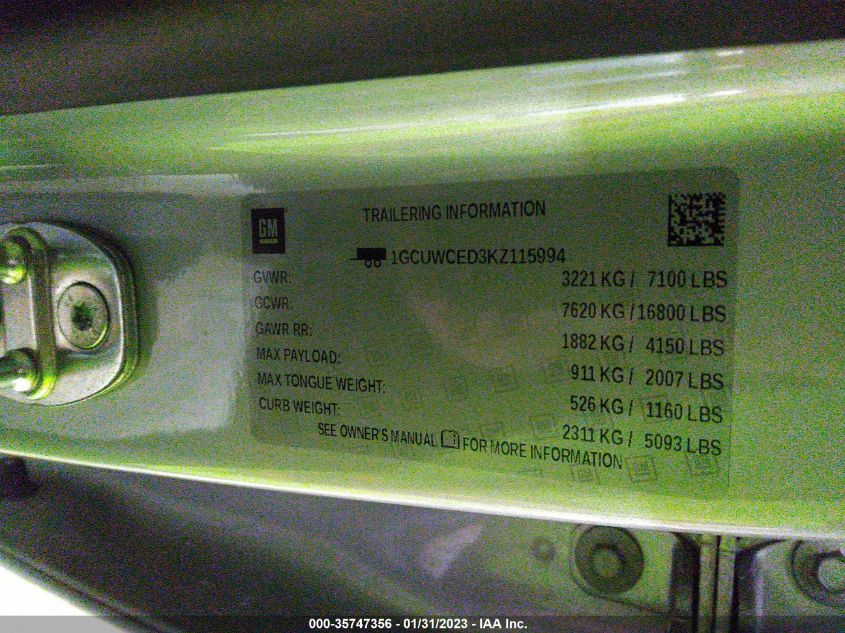 GM
TRAILERING INFORMATION
1GCUWCED3KZ115994
GVWR: 3221 KG / 7100 LBS
GCWR: 7620 KG / 16800 LBS
GAWR RR: 1882 KG / 4150 LBS
MAX PAYLOAD: 911 KG / 2007 LBS
MAX TONGUE WEIGHT: 526 KG / 1160 LBS
CURB WEIGHT: 2311 KG / 5093 LBS
SEE OWNER'S MANUAL FOR MORE INFORMATION
000-35747356 - 01/31/2023 - IAA Inc.